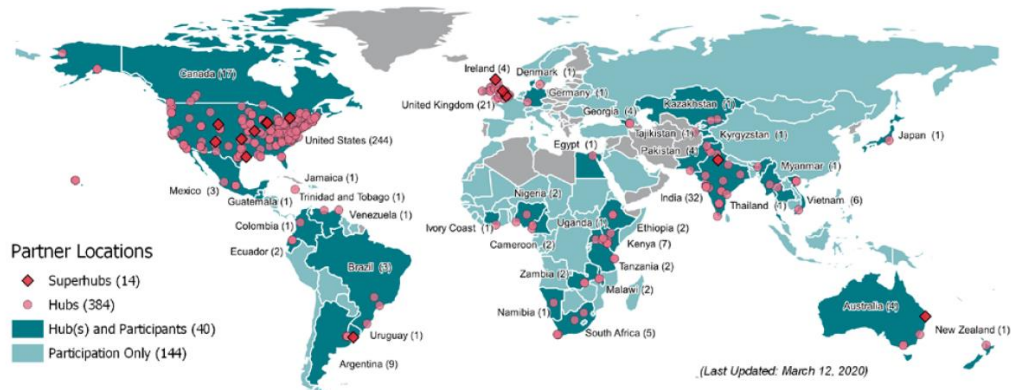 Canada (17)
Ireland (4)
Denmark (1)
Germany (1)
United Kingdom (21)
Georgia (4)
Kazakhstan (1)
United States (244)
Tajikistan (1)
Kyrgyzstan (1)
Japan (1)
Egypt (1)
Pakistan (4)
Myanmar (1)
Jamaica (1)
Mexico (3)
Guatemala (1)
Trinidad and Tobago (1)
Venezuela (1)
Nigeria (2)
India (32)
Thailand (1)
Vietnam (6)
Colombia (1)
Ivory Coast (1)
Uganda (1)
Ethiopia (2)
Ecuador (2)
Cameroon (2)
Kenya (7)
Brazil (3)
Tanzania (2)
Zambia (2)
Malawi (2)
Namibia (1)
Australia (4)
South Africa (5)
New Zealand (1)
Uruguay (1)
Argentina (9)
Partner Locations
Superhubs (14)
Hubs (384)
Hub(s) and Participants (40)
Participation Only (144)
(Last Updated: March 12, 2020)